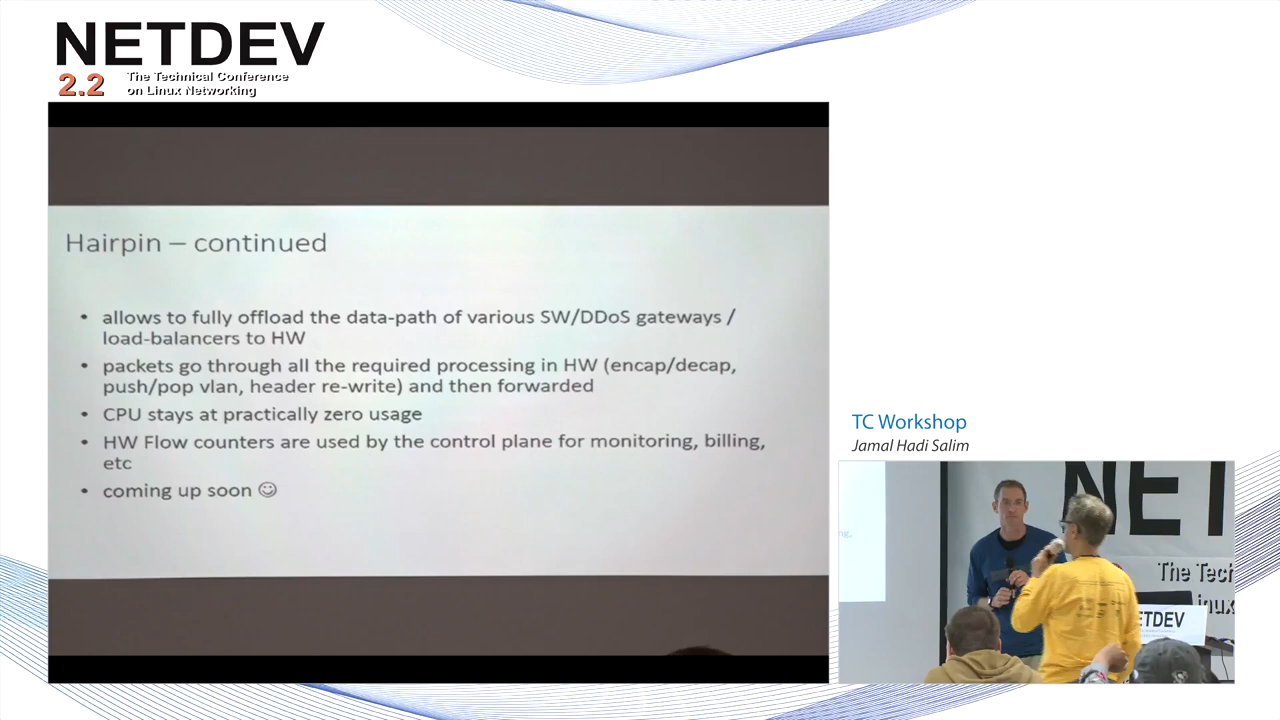 NETDEV
2.2
The Technical Conference
on Linux Networking
Hairpin – continued
• allows to fully offload the data-path of various SW/DDoS gateways /
load-balancers to HW
• packets go through all the required processing in HW (encap/decap,
push/pop vlan, header re-write) and then forwarded
• CPU stays at practically zero usage
• HW Flow counters are used by the control plane for monitoring, billing,
etc
• coming up soon ☺
TC Workshop
Jamal Hadi Salim
ng,
NET
The Tech
inux
ETDEV